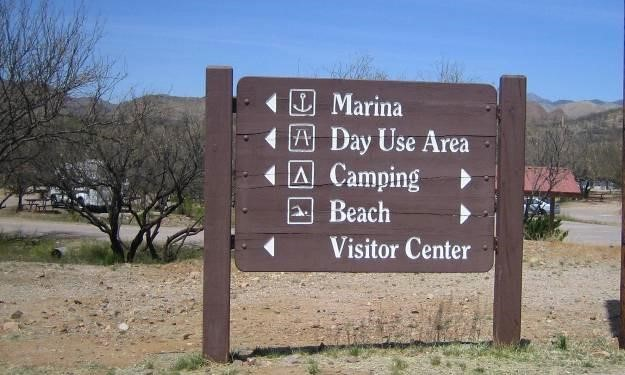 Marina
Day Use Area
Camping
Beach
Visitor Center